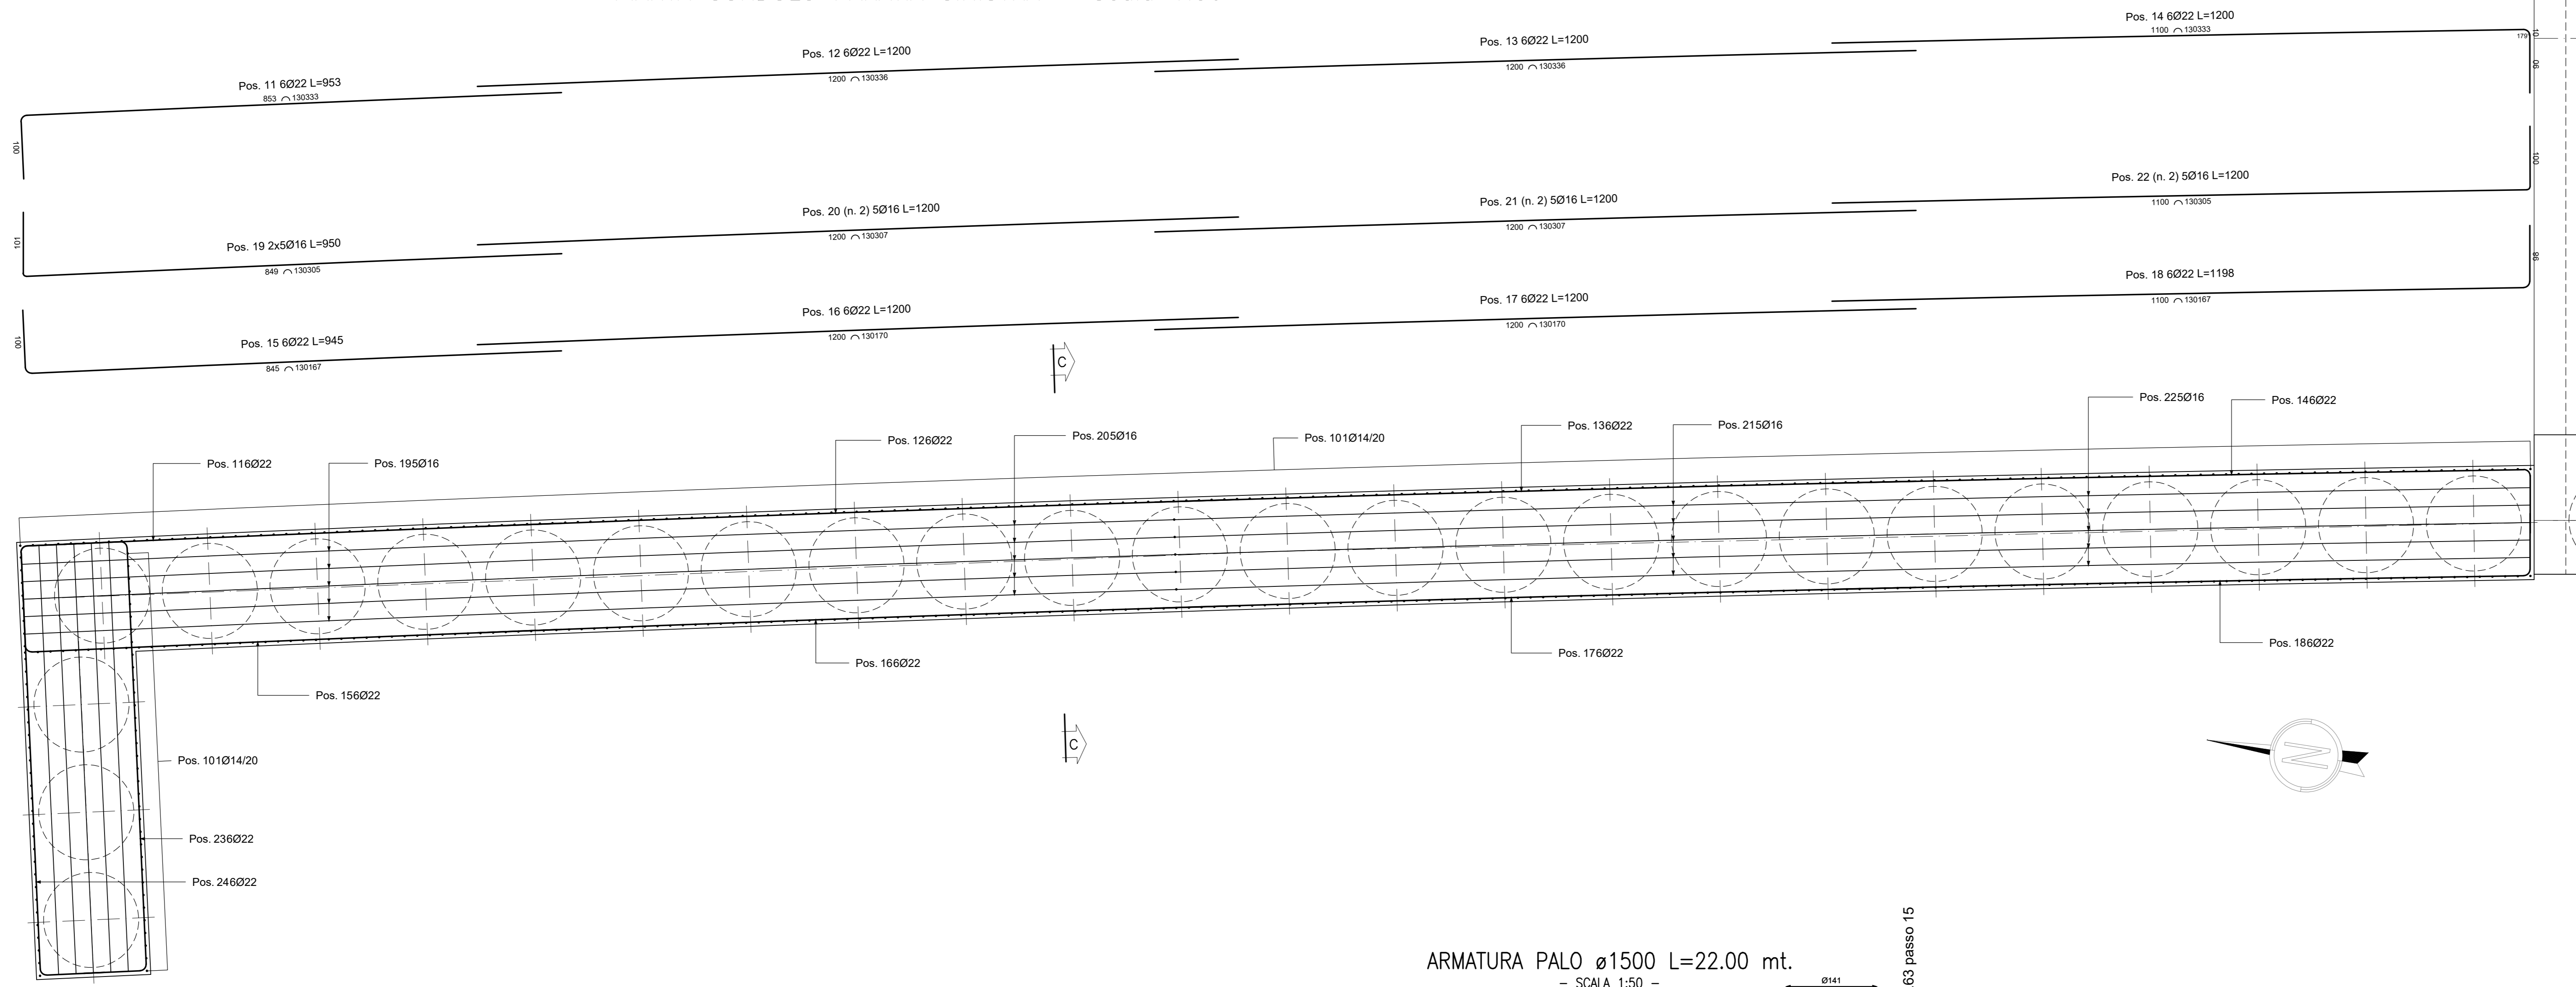 Pos. 14 6Ø22 L=1200
1100 130333
179
10
90
Pos. 13 6Ø22 L=1200
1200 130336
Pos. 12 6Ø22 L=1200
1200 130336
Pos. 11 6Ø22 L=953
853 130333
100
Pos. 22 (n. 2) 5Ø16 L=1200
1100 130305
100
Pos. 21 (n. 2) 5Ø16 L=1200
1200 130307
Pos. 20 (n. 2) 5Ø16 L=1200
1200 130307
Pos. 19 2x5Ø16 L=950
849 130305
101
Pos. 18 6Ø22 L=1198
1100 130167
98
Pos. 17 6Ø22 L=1200
1200 130170
Pos. 16 6Ø22 L=1200
1200 130170
Pos. 15 6Ø22 L=945
845 130167
100
C
Pos. 225Ø16
Pos. 146Ø22
Pos. 136Ø22
Pos. 215Ø16
Pos. 126Ø22
Pos. 205Ø16
Pos. 101Ø14/20
Pos. 116Ø22
Pos. 195Ø16
Pos. 186Ø22
Pos. 176Ø22
Pos. 166Ø22
Pos. 156Ø22
C
N
Pos. 101Ø14/20
Pos. 236Ø22
Pos. 246Ø22
ARMATURA PALO ø1500 L=22.00 mt.
– SCALA 1:50 –
Ø141
63 passo 15